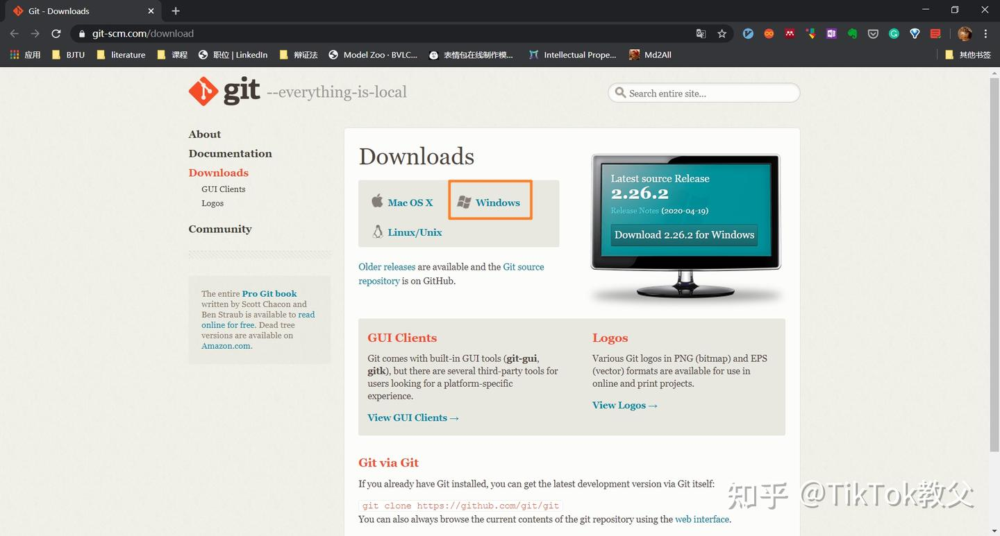 Git - Downloads
git-scm.com/download
应用
BJTU
literature
课程
职位 | LinkedIn
辩证法
Model Zoo · BVLC...
表情包在线制作模...
Intellectual Prope...
Md2All
其他书签
git --everything-is-local
Search entire site...
About
Documentation
Downloads
GUI Clients
Logos
Community
The entire Pro Git book
written by Scott Chacon and
Ben Straub is available to read
online for free. Dead tree
versions are available on
Amazon.com.
Downloads
Mac OS X
Windows
Linux/Unix
Older releases are available and the Git source
repository is on GitHub.
Latest source Release
2.26.2
Release Notes (2020-04-19)
Download 2.26.2 for Windows
GUI Clients
Git comes with built-in GUI tools (git-gui,
gitk), but there are several third-party tools for
users looking for a platform-specific
experience.
View GUI Clients →
Logos
Various Git logos in PNG (bitmap) and EPS
(vector) formats are available for use in
online and print projects.
View Logos →
Git via Git
If you already have Git installed, you can get the latest development version via Git itself:
git clone https://github.com/git/git
You can also always browse the current contents of the git repository using the web interface.
知乎 @TikTok教父